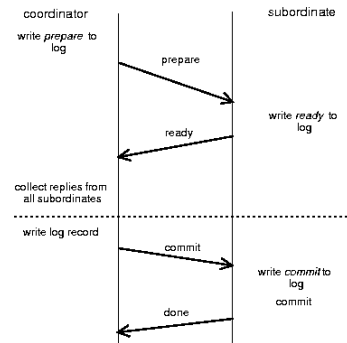 coordinator
subordinate
write prepare to
log
prepare
write ready to
log
ready
collect replies from
all subordinates
write log record
commit
write commit to
log
commit
done